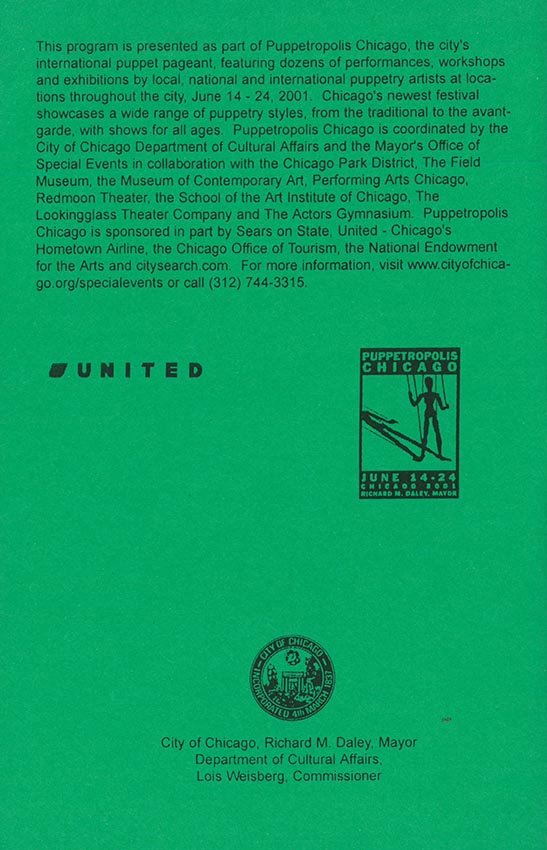 This program is presented as part of Puppetropolis Chicago, the city's
international puppet pageant, featuring dozens of performances, workshops
and exhibitions by local, national and international puppetry artists at loca-
tions throughout the city, June 14 - 24, 2001.  Chicago's newest festival
showcases a wide range of puppetry styles, from the traditional to the avant-
garde, with shows for all ages.  Puppetropolis Chicago is coordinated by the
City of Chicago Department of Cultural Affairs and the Mayor's Office of
Special Events in collaboration with the Chicago Park District, The Field
Museum, the Museum of Contemporary Art, Performing Arts Chicago,
Redmoon Theater, the School of the Art Institute of Chicago, The
Lookingglass Theater Company and The Actors Gymnasium.  Puppetropolis
Chicago is sponsored in part by Sears on State, United - Chicago's
Hometown Airline, the Chicago Office of Tourism, the National Endowment
for the Arts and citysearch.com.  For more information, visit www.cityofchica-
go.org/specialevents or call (312) 744-3315.
UNITED
PUPPETROPOLIS
CHICAGO
JUNE 14-24
CHICAGO 2001
RICHARD M. DALEY, MAYOR
CITY OF CHICAGO
INCORPORATED 4th MARCH 1837
City of Chicago, Richard M. Daley, Mayor
Department of Cultural Affairs,
Lois Weisberg, Commissioner